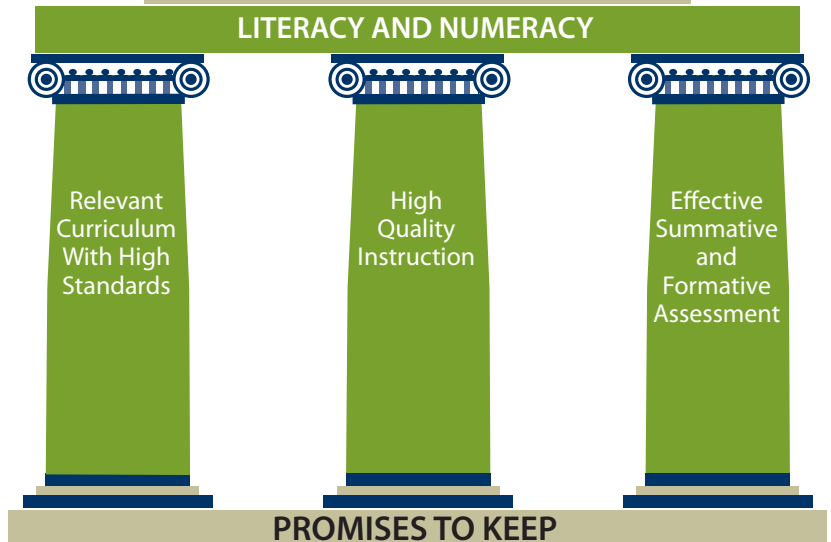 LITERACY AND NUMERACY
Relevant
Curriculum
With High
Standards
High
Quality
Instruction
Effective
Summative
and
Formative
Assessment
PROMISES TO KEEP